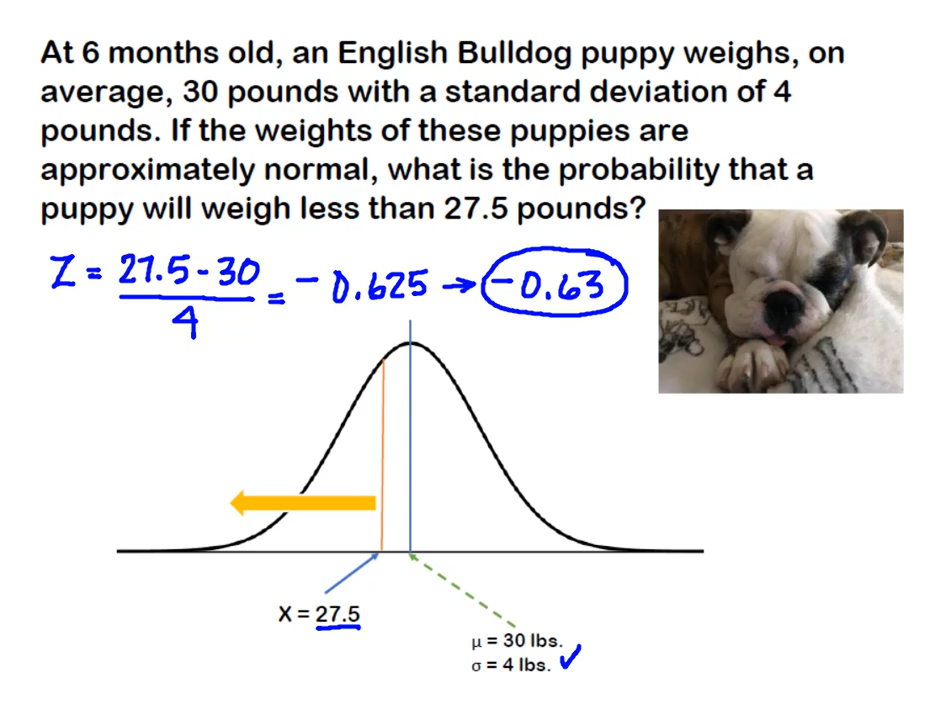 At 6 months old, an English Bulldog puppy weighs, on
average, 30 pounds with a standard deviation of 4
pounds. If the weights of these puppies are
approximately normal, what is the probability that a
puppy will weigh less than 27.5 pounds?
Z = 27.5 - 30 / 4 = - 0.625 → - 0.63
X = 27.5
μ = 30 lbs.
σ = 4 lbs. ✓